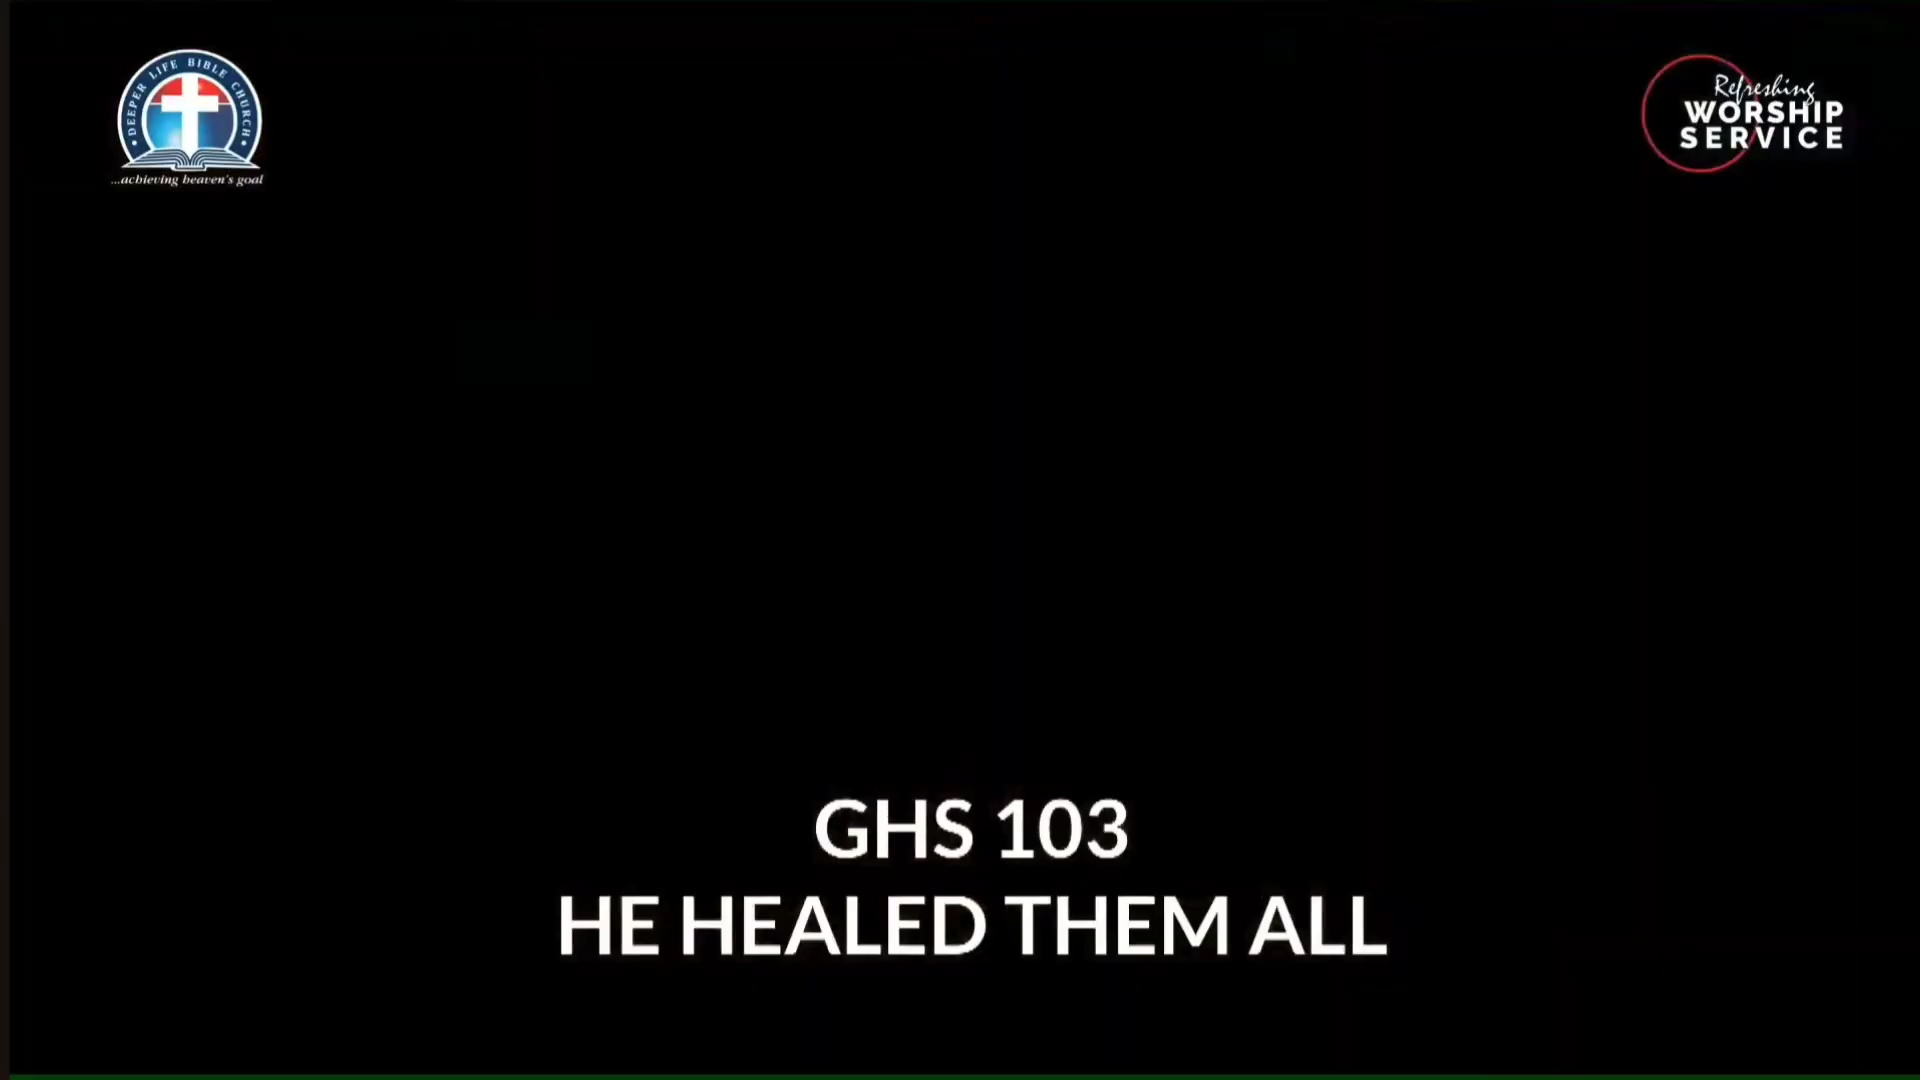 DEEPER LIFE BIBLE CHURCH
...achieving heaven's goal
Refreshing
WORSHIP
SERVICE
GHS 103
HE HEALED THEM ALL